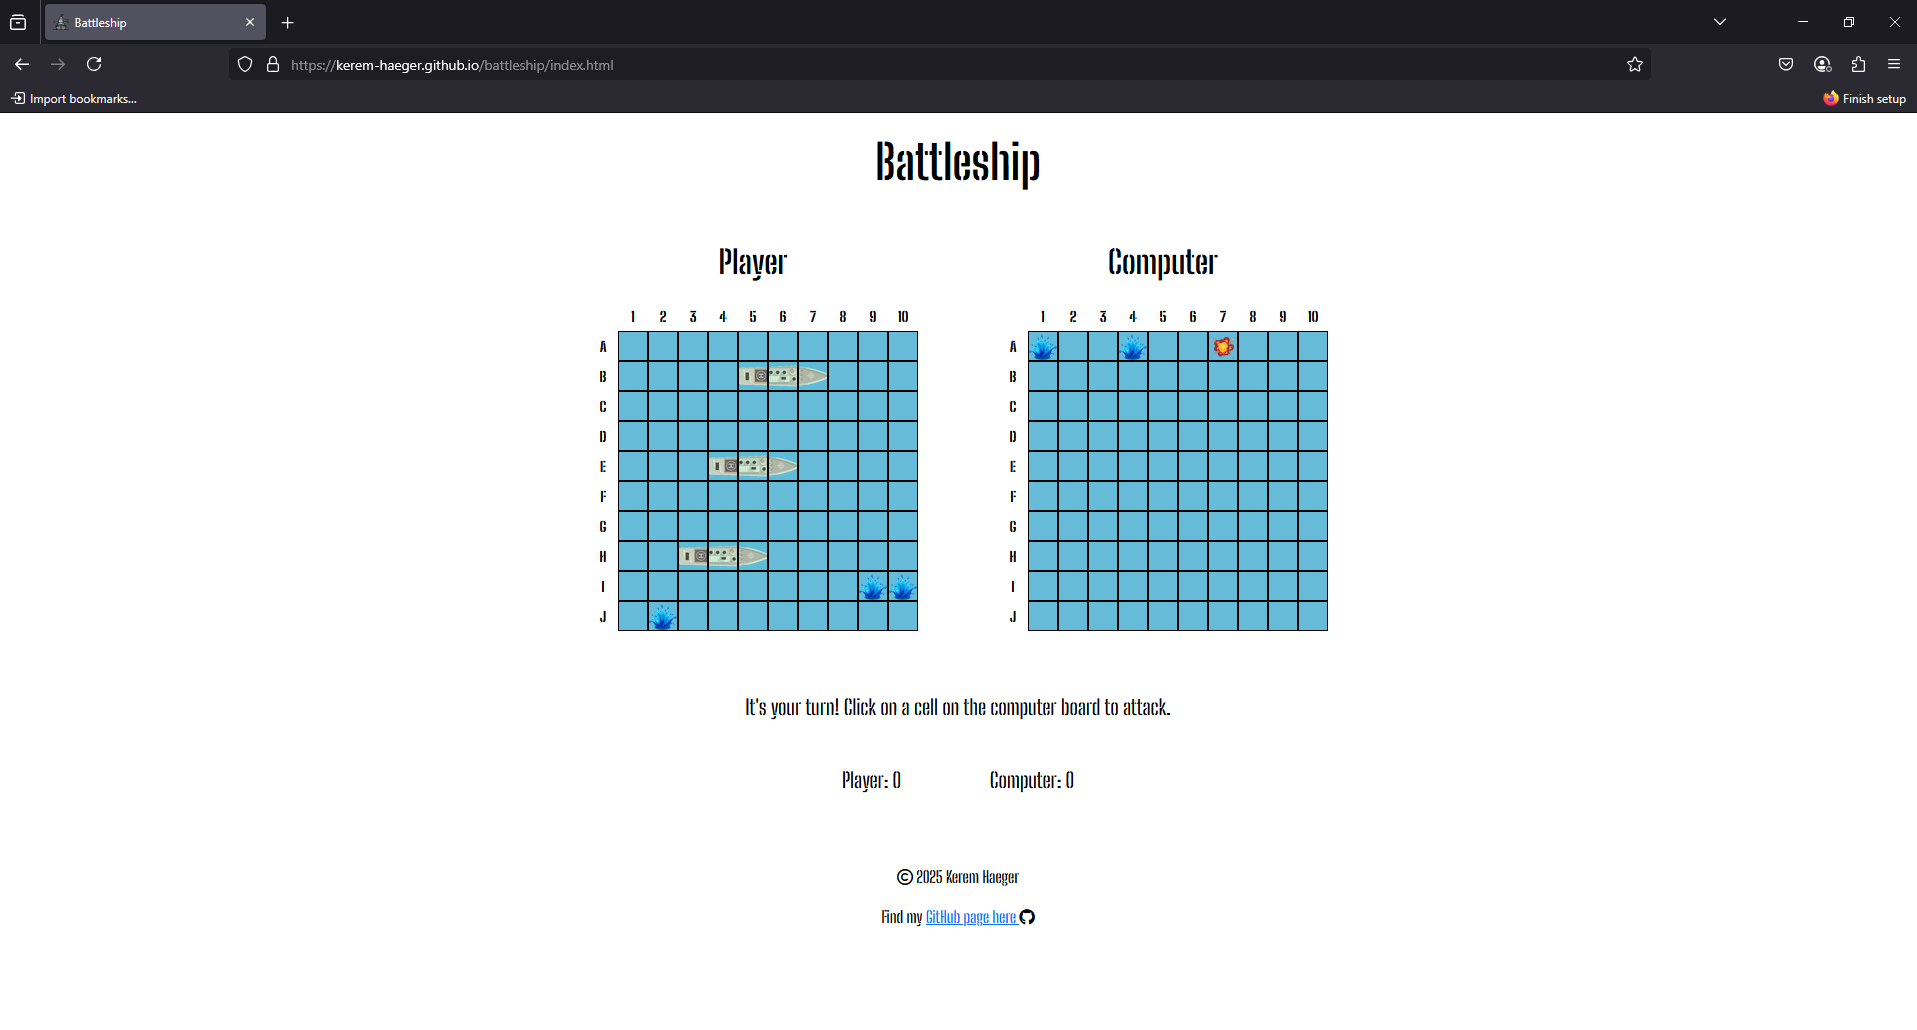 Battleship
https://kerem-haeger.github.io/battleship/index.html
Import bookmarks...
Finish setup
Battleship
Player
Computer
1 2 3 4 5 6 7 8 9 10
1 2 3 4 5 6 7 8 9 10
A
A
B
B
C
C
D
D
E
E
F
F
G
G
H
H
I
I
J
J
It's your turn! Click on a cell on the computer board to attack.
Player: 0
Computer: 0
© 2025 Kerem Haeger
Find my GitHub page here